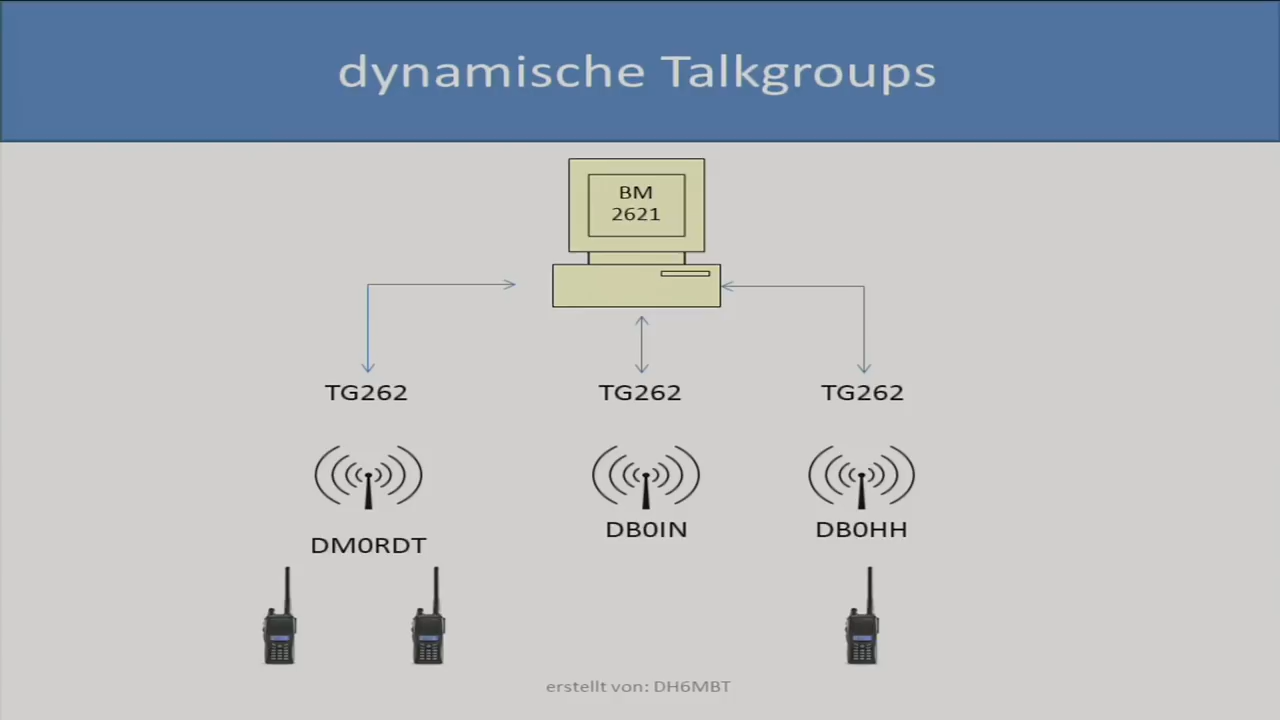 dynamische Talkgroups
BM
2621
TG262
TG262
TG262
DM0RDT
DB0IN
DB0HH
erstellt von: DH6MBT